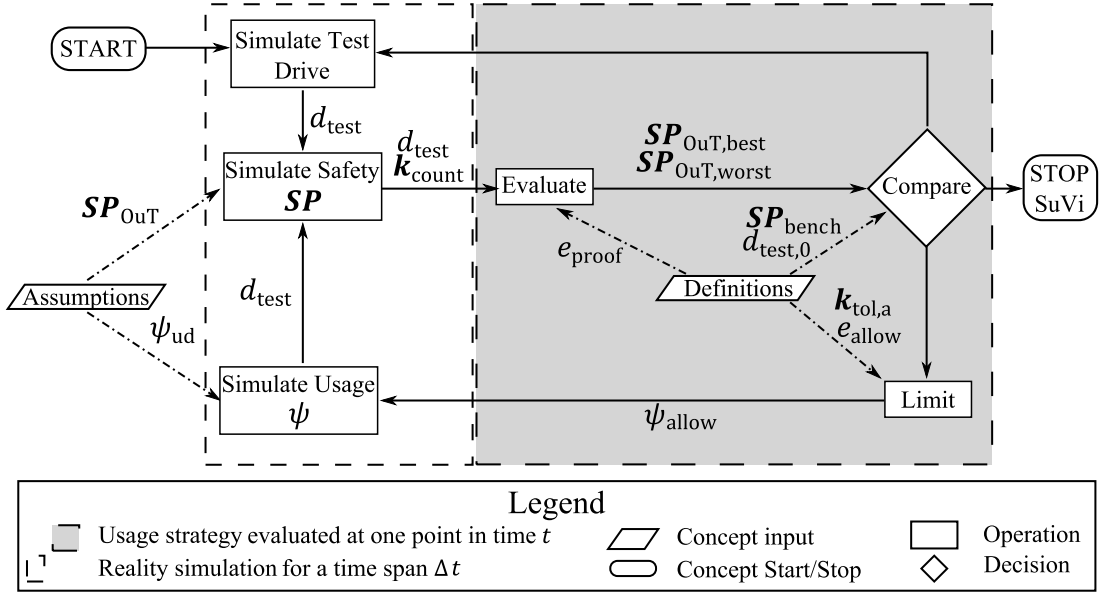 START
Simulate Test
Drive
d_test
Simulate Safety
SP
d_test
k_count
SP_OuT
Assumptions
ψ_ud
d_test
Simulate Usage
ψ
Evaluate
SP_OuT,best
SP_OuT,worst
Compare
STOP
SuVi
SP_bench
d_test,0
e_proof
Definitions
k_tol,a
e_allow
Limit
ψ_allow
Legend
Usage strategy evaluated at one point in time t
Reality simulation for a time span Δt
Concept input
Concept Start/Stop
Operation
Decision